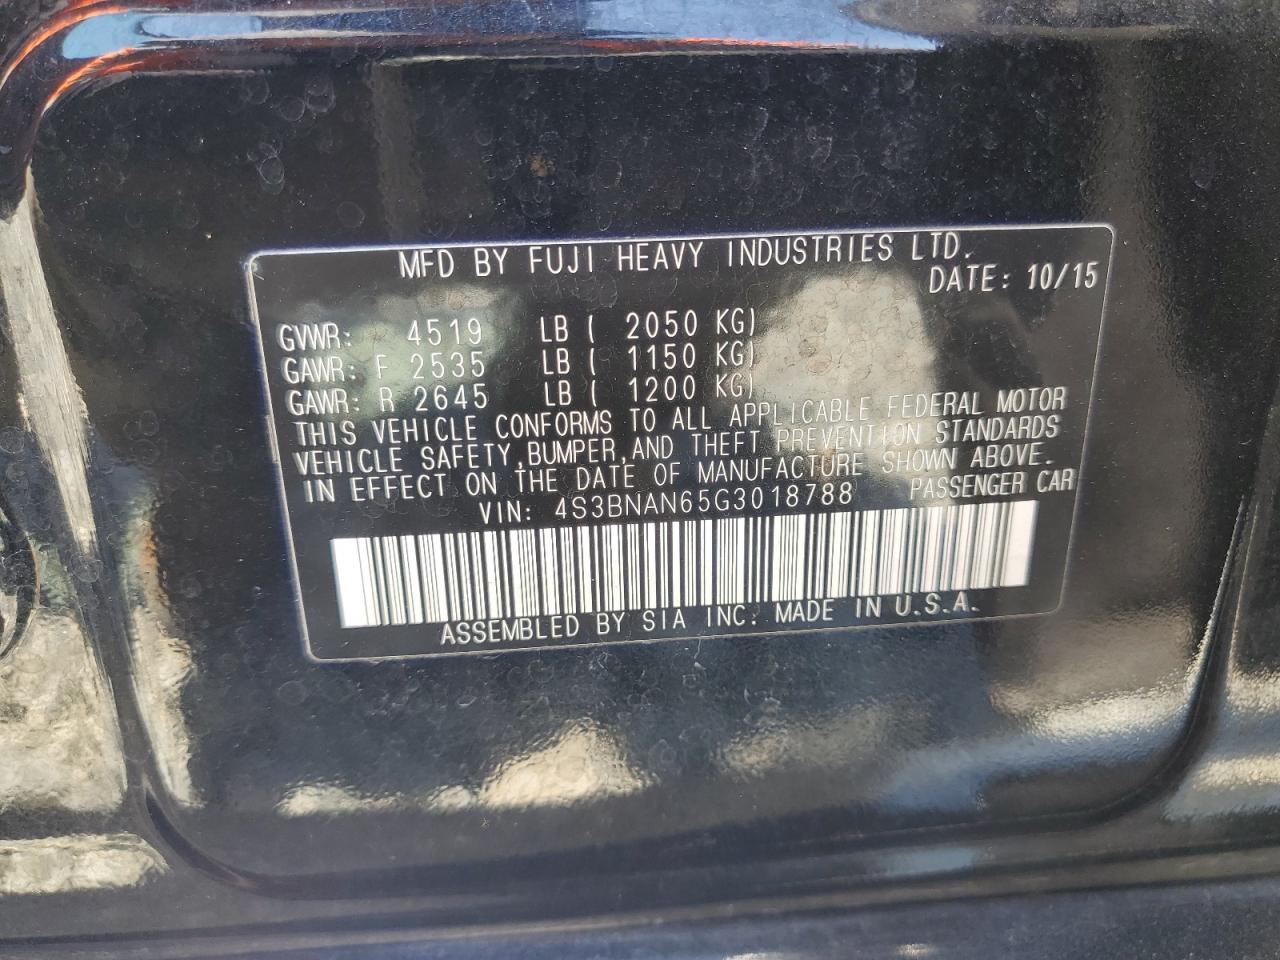 MFD BY FUJI HEAVY INDUSTRIES LTD.
DATE: 10/15
GVWR: 4519 LB ( 2050 KG)
GAWR: F 2535 LB ( 1150 KG)
GAWR: R 2645 LB ( 1200 KG)
THIS VEHICLE CONFORMS TO ALL APPLICABLE FEDERAL MOTOR
VEHICLE SAFETY,BUMPER,AND THEFT PREVENTION STANDARDS
IN EFFECT ON THE DATE OF MANUFACTURE SHOWN ABOVE.
VIN: 4S3BNAN65G3018788 PASSENGER CAR
ASSEMBLED BY SIA INC. MADE IN U.S.A.